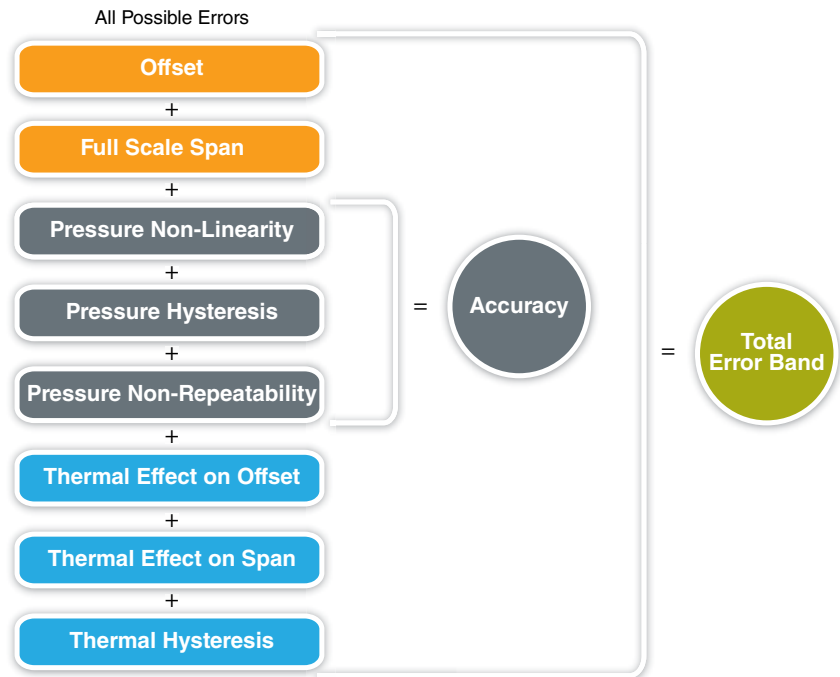 All Possible Errors
Offset
+
Full Scale Span
+
Pressure Non-Linearity
+
Pressure Hysteresis
+
Pressure Non-Repeatability
+
Thermal Effect on Offset
+
Thermal Effect on Span
+
Thermal Hysteresis
=
Accuracy
=
Total
Error Band